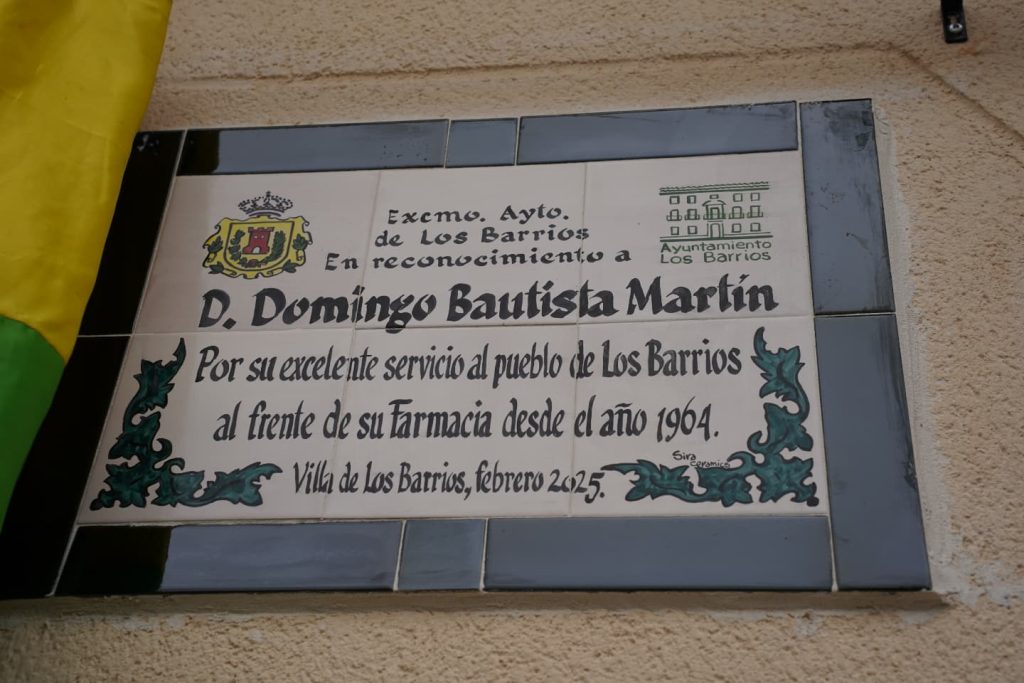 Excmo. Ayto.
de Los Barrios
En reconocimiento a
Ayuntamiento
Los Barrios
D. Domingo Bautista Martín
Por su excelente servicio al pueblo de Los Barrios
al frente de su Farmacia desde el año 1964.
Villa de Los Barrios, febrero 2025.
Sira
ceramica